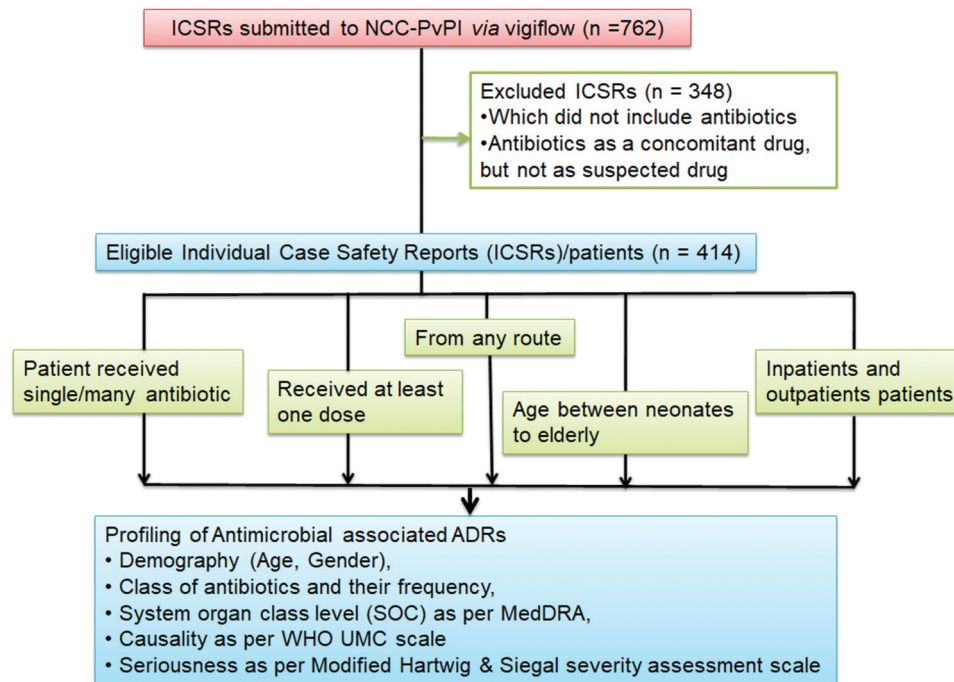 ICSRs submitted to NCC-PvPI via vigiflow (n =762)
Excluded ICSRs (n = 348)
•Which did not include antibiotics
•Antibiotics as a concomitant drug,
but not as suspected drug
Eligible Individual Case Safety Reports (ICSRs)/patients (n = 414)
Patient received
single/many antibiotic
Received at least
one dose
From any route
Age between neonates
to elderly
Inpatients and
outpatients patients
Profiling of Antimicrobial associated ADRs
• Demography (Age, Gender),
• Class of antibiotics and their frequency,
• System organ class level (SOC) as per MedDRA,
• Causality as per WHO UMC scale
• Seriousness as per Modified Hartwig & Siegal severity assessment scale